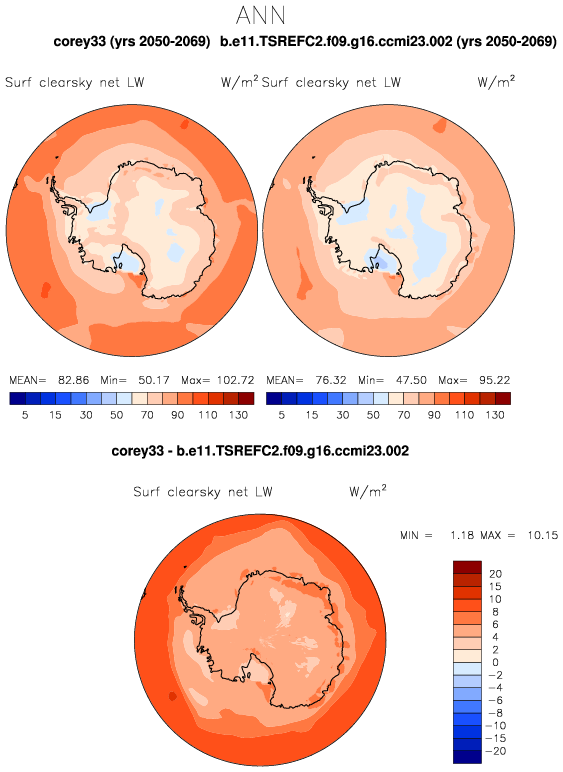 ANN
corey33 (yrs 2050-2069) b.e11.TSREFC2.f09.g16.ccmi23.002 (yrs 2050-2069)
Surf clearsky net LW W/m² Surf clearsky net LW W/m²
MEAN= 82.86 Min= 50.17 Max= 102.72 MEAN= 76.32 Min= 47.50 Max= 95.22
5 15 30 50 70 90 110 130 5 15 30 50 70 90 110 130
corey33 - b.e11.TSREFC2.f09.g16.ccmi23.002
Surf clearsky net LW W/m²
MIN = 1.18 MAX = 10.15
20
15
10
8
6
4
2
0
−2
−4
−6
−8
−10
−15
−20